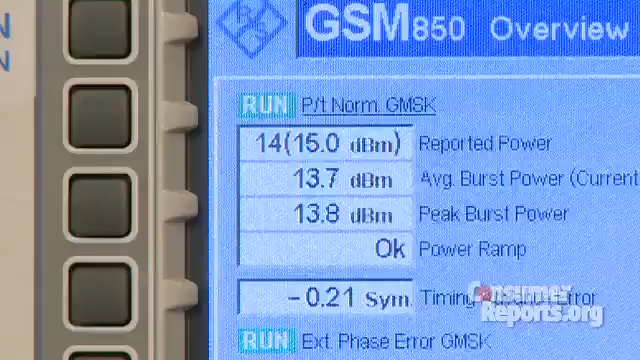 N
N
R S
GSM850 Overview
RUN P/t Norm. GMSK
14(15.0 dBm) Reported Power
13.7 dBm Avg. Burst Power (Current
13.8 dBm Peak Burst Power
Ok Power Ramp
-0.21 Sym. Timing Error
Consumer
Reports.org
RUN Ext. Phase Error GMSK